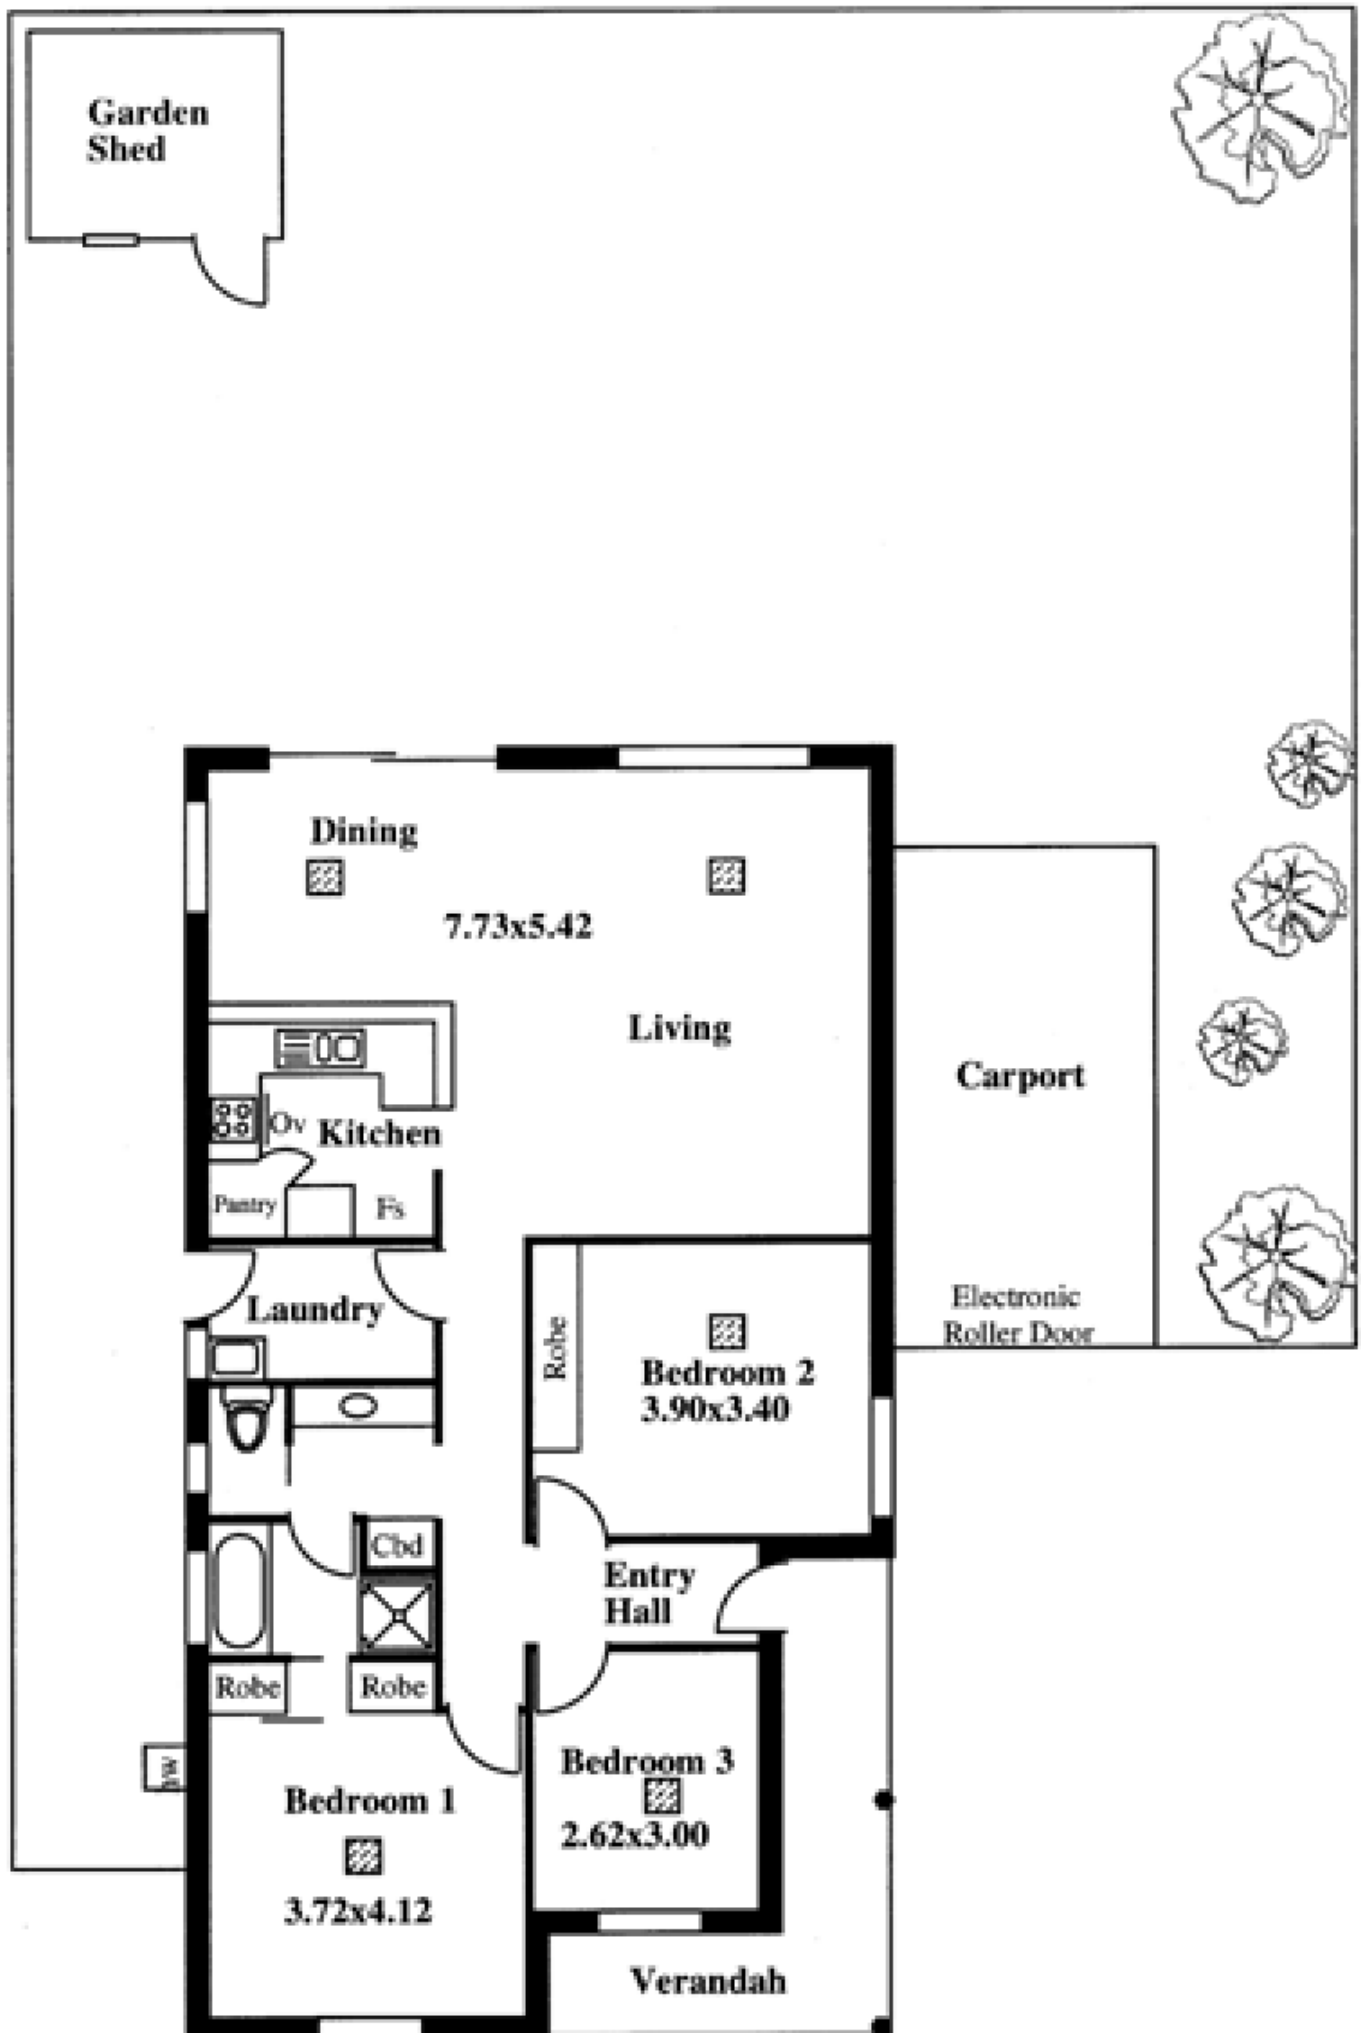 Garden
Shed
Dining
7.73x5.42
Living
Carport
Ov
Kitchen
Pantry
Fs
Electronic
Roller Door
Laundry
Robe
Bedroom 2
3.90x3.40
Cbd
Entry
Hall
Robe
Robe
Bedroom 3
2.62x3.00
Bedroom 1
3.72x4.12
Verandah